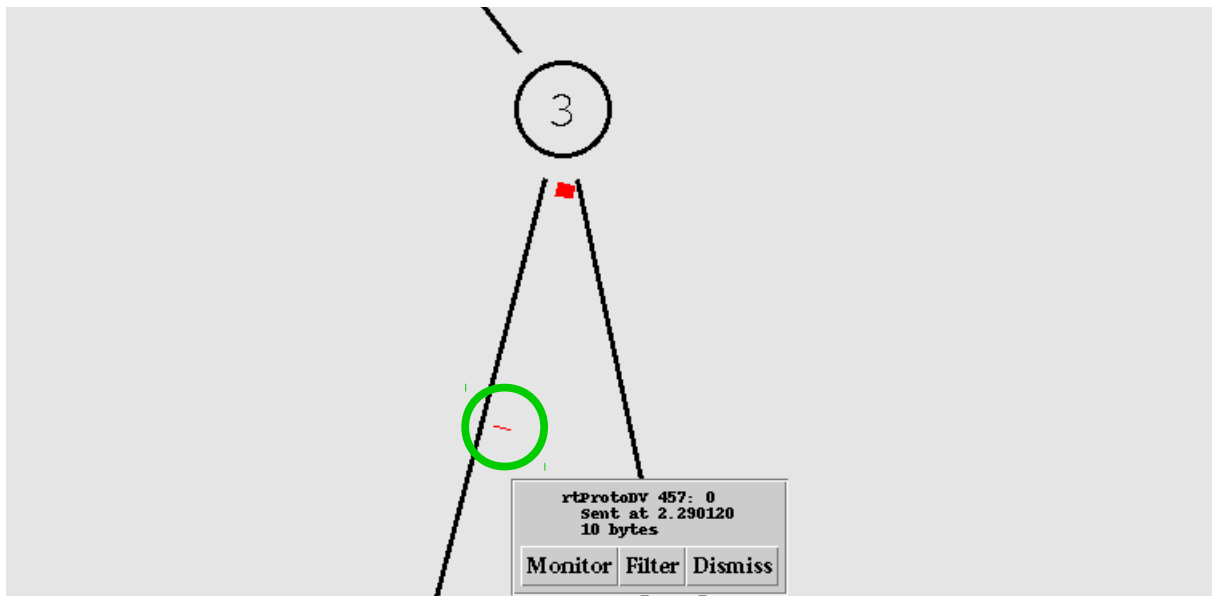 3
rtProtoDV 457: 0
Sent at 2.290120
10 bytes
Monitor Filter Dismiss